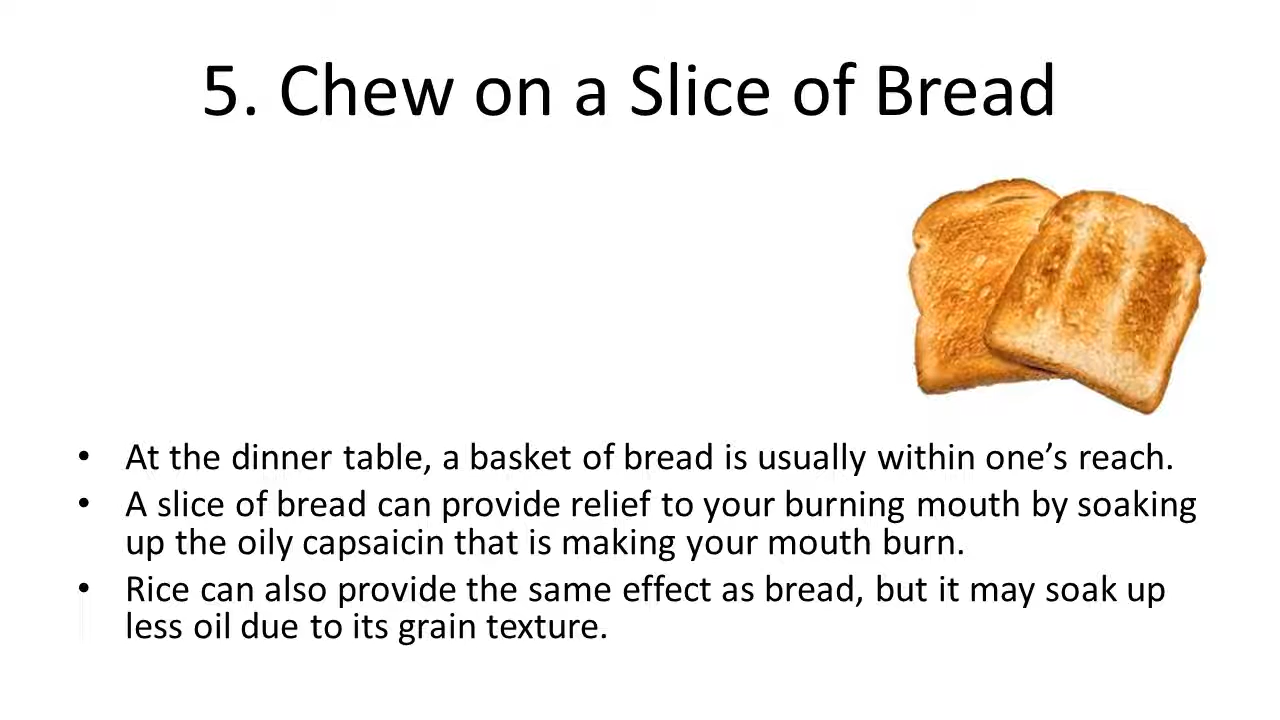 5. Chew on a Slice of Bread
• At the dinner table, a basket of bread is usually within one’s reach.
• A slice of bread can provide relief to your burning mouth by soaking
up the oily capsaicin that is making your mouth burn.
• Rice can also provide the same effect as bread, but it may soak up
less oil due to its grain texture.